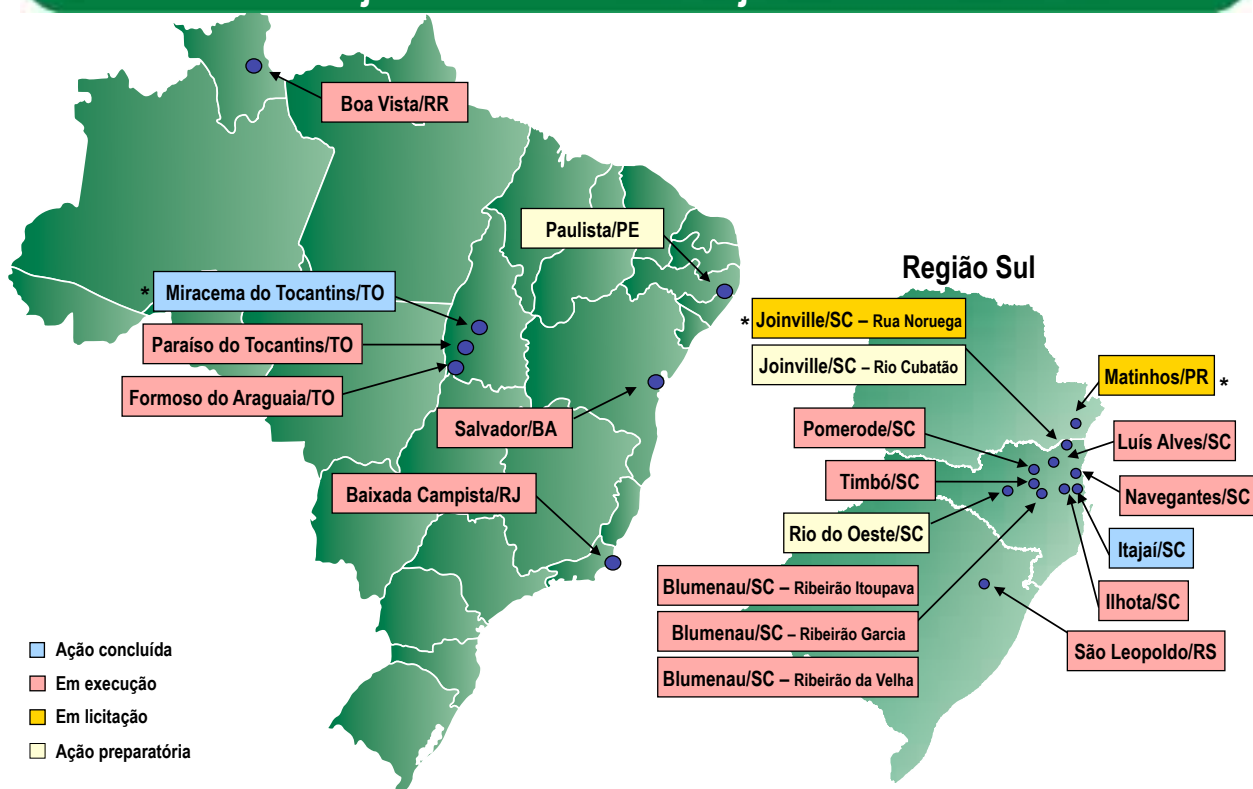 Boa Vista/RR
Paulista/PE
* Miracema do Tocantins/TO
Paraíso do Tocantins/TO
Formoso do Araguaia/TO
Salvador/BA
Baixada Campista/RJ
Região Sul
* Joinville/SC – Rua Noruega
Joinville/SC – Rio Cubatão
Matinhos/PR *
Pomerode/SC
Luís Alves/SC
Timbó/SC
Navegantes/SC
Rio do Oeste/SC
Itajaí/SC
Blumenau/SC – Ribeirão Itoupava
Ilhota/SC
Blumenau/SC – Ribeirão Garcia
São Leopoldo/RS
Blumenau/SC – Ribeirão da Velha
Ação concluída
Em execução
Em licitação
Ação preparatória